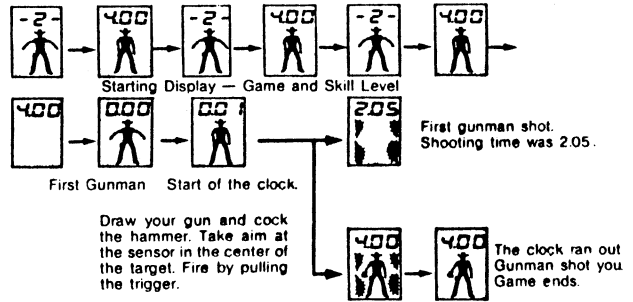 -2- 4.00 -2- 4.00 -2- 4.00
Starting Display — Game and Skill Level
4.00 0.00 0.01 2.05
First gunman shot.
Shooting time was 2.05.
First Gunman Start of the clock.
Draw your gun and cock
the hammer. Take aim at
the sensor in the center of
the target. Fire by pulling
the trigger.
4.00 4.00
The clock ran out
Gunman shot you
Game ends.